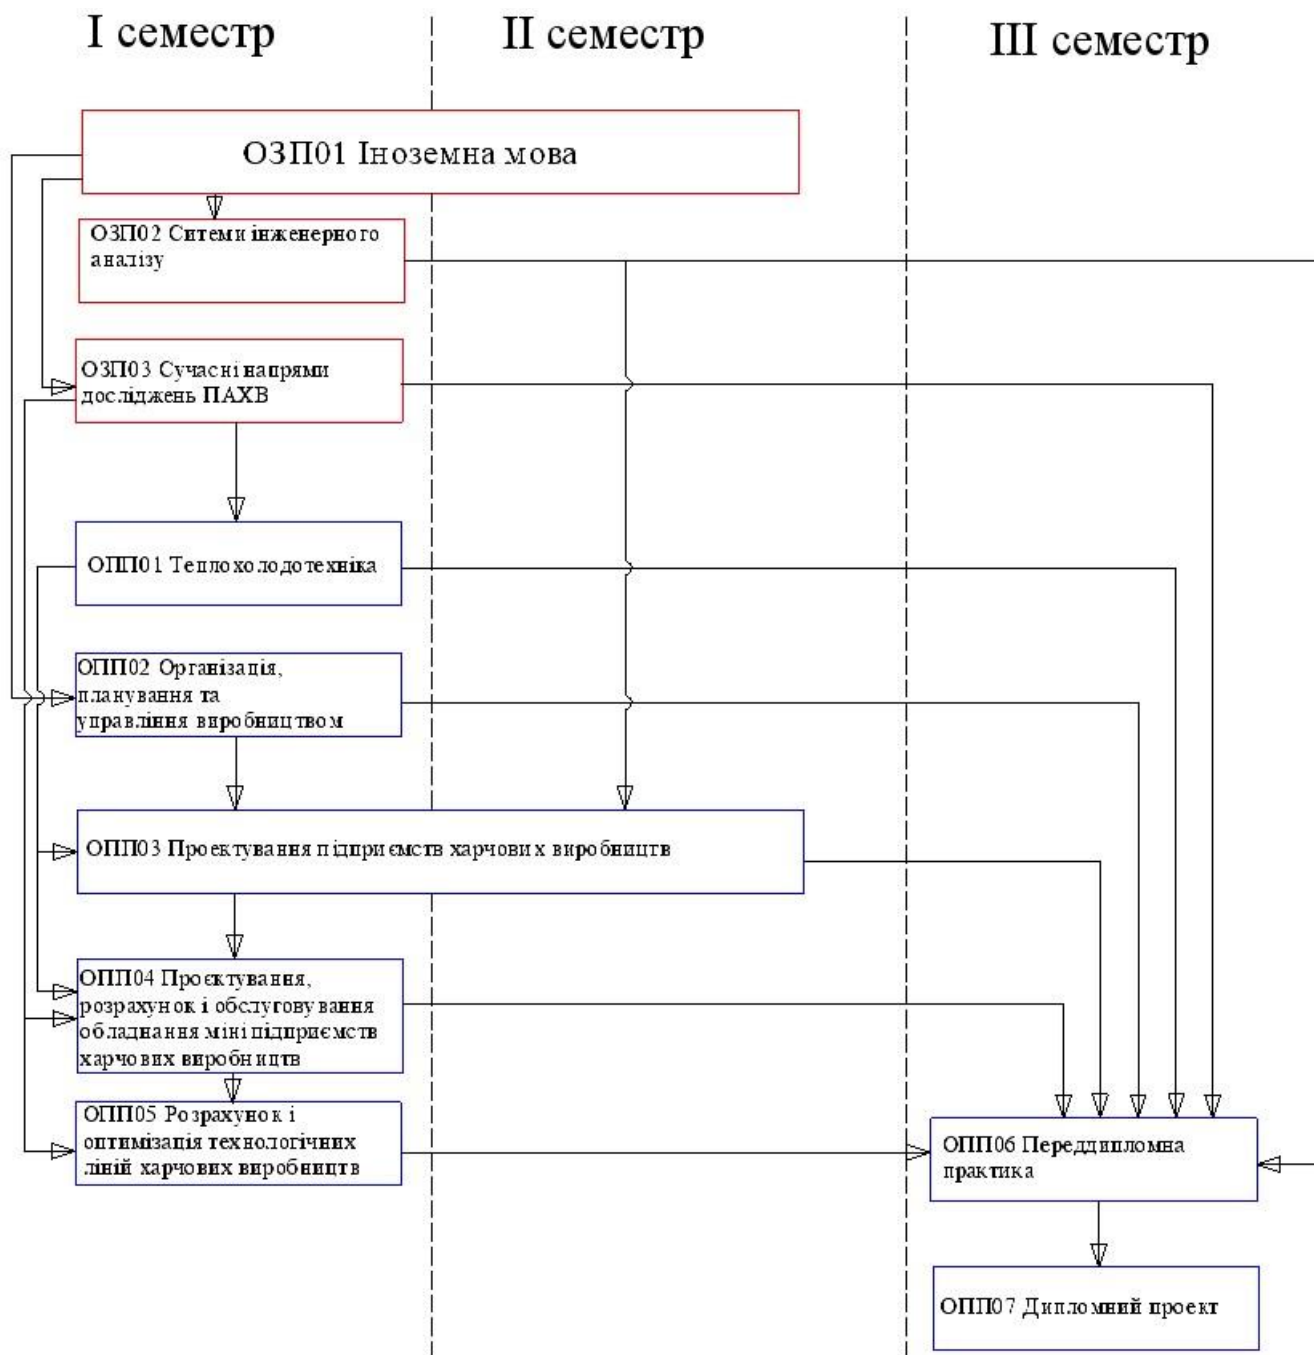 I семестр
II семестр
III семестр
ОЗП01 Іноземна мова
ОЗП02 Ситеми інженерного
аналізу
ОЗП03 Сучасні напрями
досліджень ПАХВ
ОПП01 Теплохолодотехніка
ОПП02 Організація,
планування та
управління виробництвом
ОПП03 Проектування підприємств харчових виробництв
ОПП04 Проєктування,
розрахунок і обслуговування
обладнання міні підприємств
харчових виробництв
ОПП05 Розрахунок і
оптимізація технологічних
ліній харчових виробництв
ОПП06 Переддипломна
практика
ОПП07 Дипломний проект